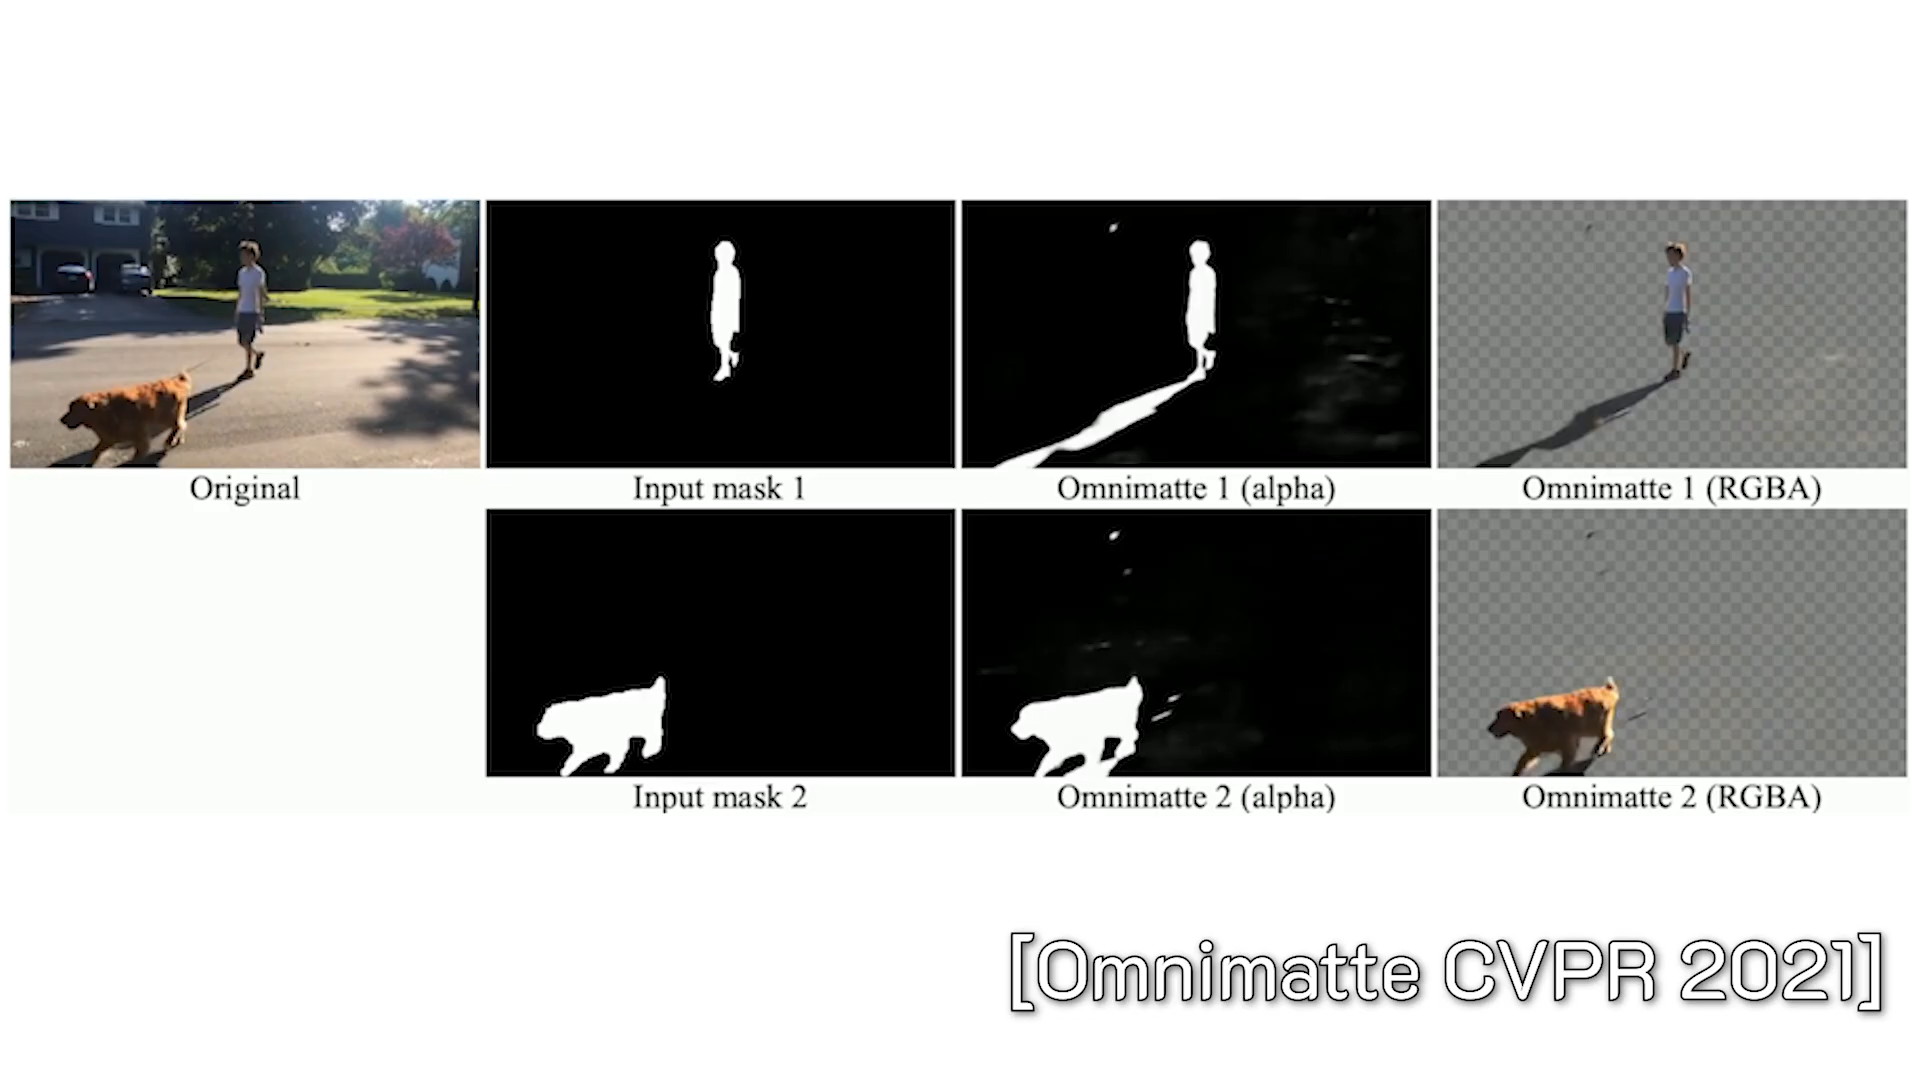 Original
Input mask 1
Omnimatte 1 (alpha)
Omnimatte 1 (RGBA)
Input mask 2
Omnimatte 2 (alpha)
Omnimatte 2 (RGBA)
[Omnimatte CVPR 2021]